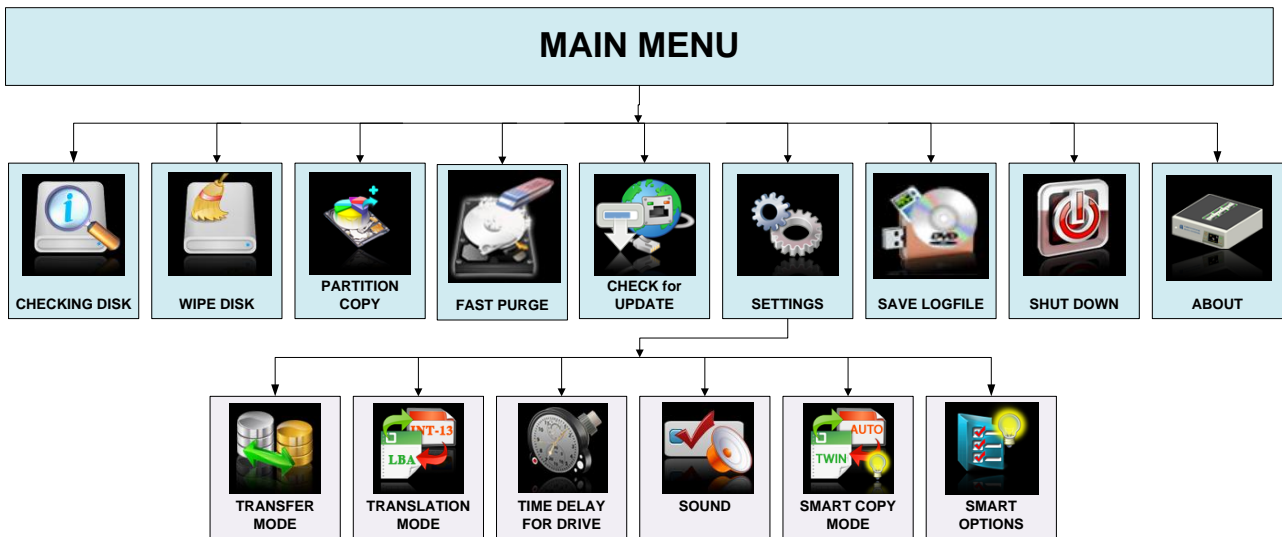 MAIN MENU
CHECKING DISK
WIPE DISK
PARTITION
COPY
FAST PURGE
CHECK for
UPDATE
SETTINGS
DVD
SAVE LOGFILE
SHUT DOWN
ABOUT
TRANSFER
MODE
INT-13
LBA
TRANSLATION
MODE
TIME DELAY
FOR DRIVE
SOUND
AUTO
TWIN
SMART COPY
MODE
SMART
OPTIONS